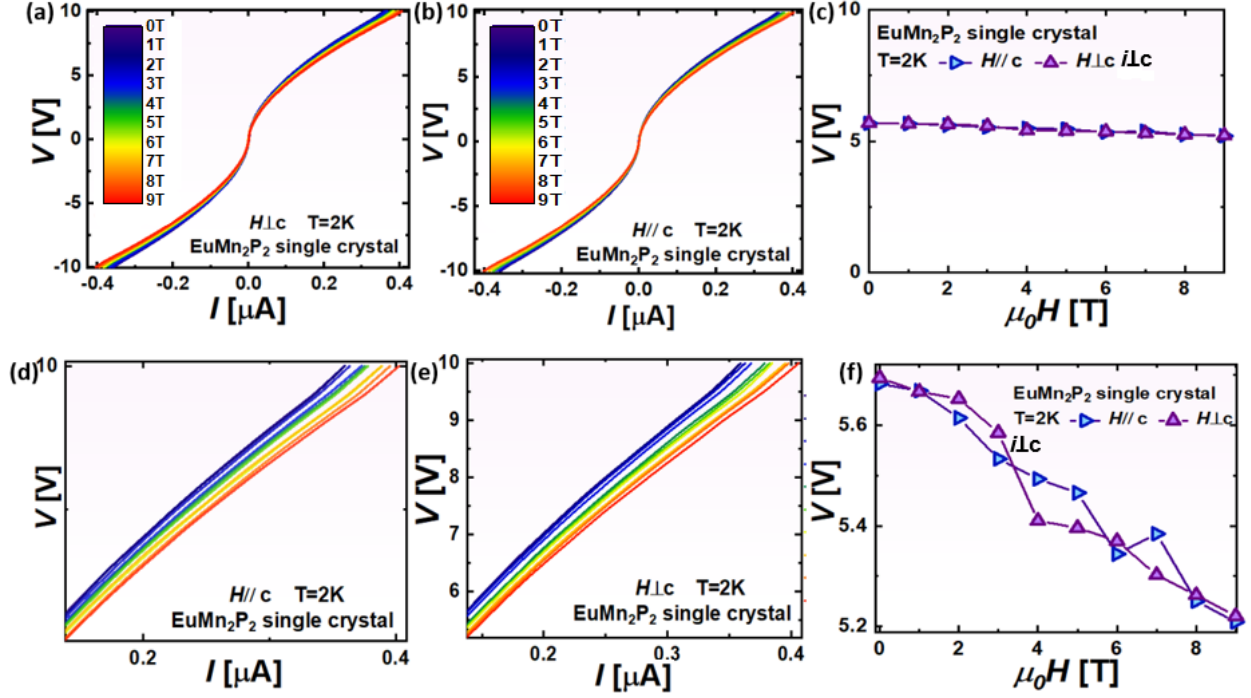 (a)
10
5
0
-5
-10
V [V]
0T
1T
2T
3T
4T
5T
6T
7T
8T
9T
H⊥c T=2K
EuMn₂P₂ single crystal
-0.4 -0.2 0.0 0.2 0.4
I [μA]
(b)
10
5
0
-5
-10
V [V]
0T
1T
2T
3T
4T
5T
6T
7T
8T
9T
H//c T=2K
EuMn₂P₂ single crystal
-0.4 -0.2 0.0 0.2 0.4
I [μA]
(c)
10
5
0
V [V]
EuMn₂P₂ single crystal
T=2K H//c H⊥c i⊥c
0 2 4 6 8
μ₀H [T]
(d)
10
V [V]
H//c T=2K
EuMn₂P₂ single crystal
0.2 0.4
I [μA]
(e)
10
9
8
7
6
V [V]
H⊥c T=2K
EuMn₂P₂ single crystal
0.2 0.3 0.4
I [μA]
(f)
5.6
5.4
5.2
V [V]
EuMn₂P₂ single crystal
T=2K H//c H⊥c
i⊥c
0 2 4 6 8
μ₀H [T]